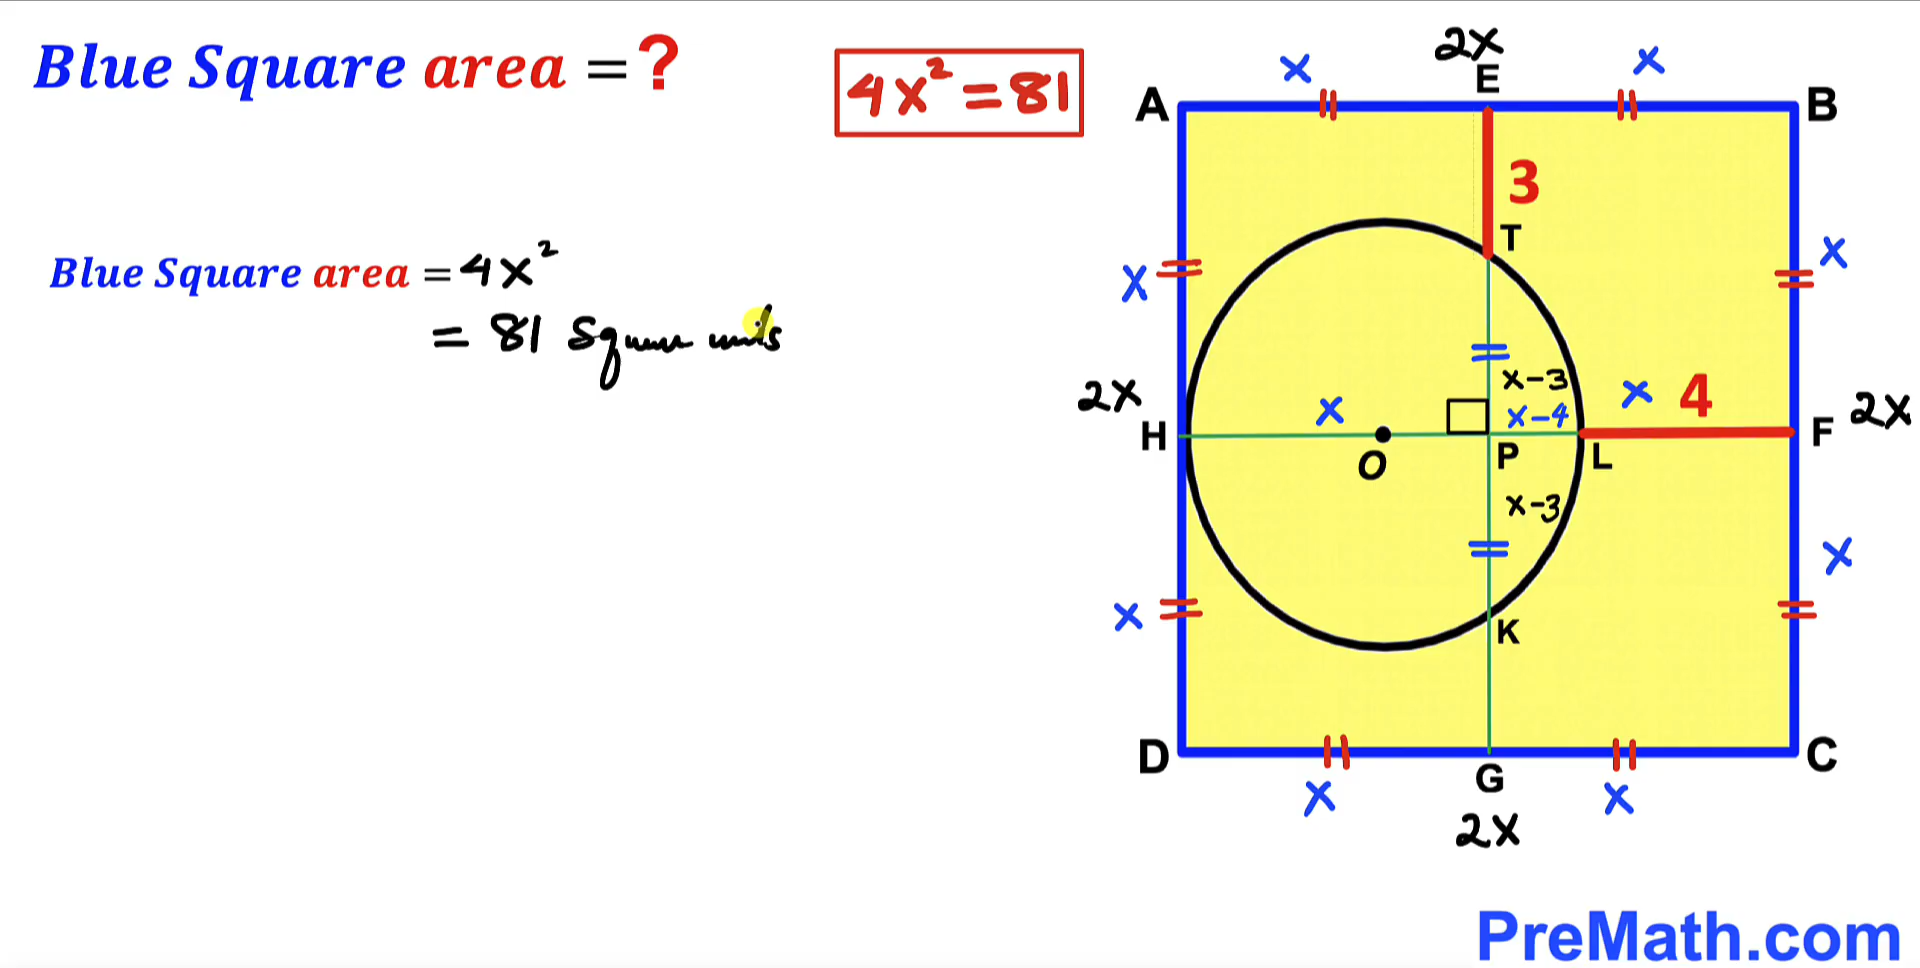 Blue Square area = ?
4x² = 81
Blue Square area = 4x²
= 81 Square units
2x
x
E
x
A
B
3
T
x
x
x-3
2x
x
x-4
x
4
2x
H
O
P
L
F
x-3
x
x
K
D
G
C
x
x
2x
PreMath.com